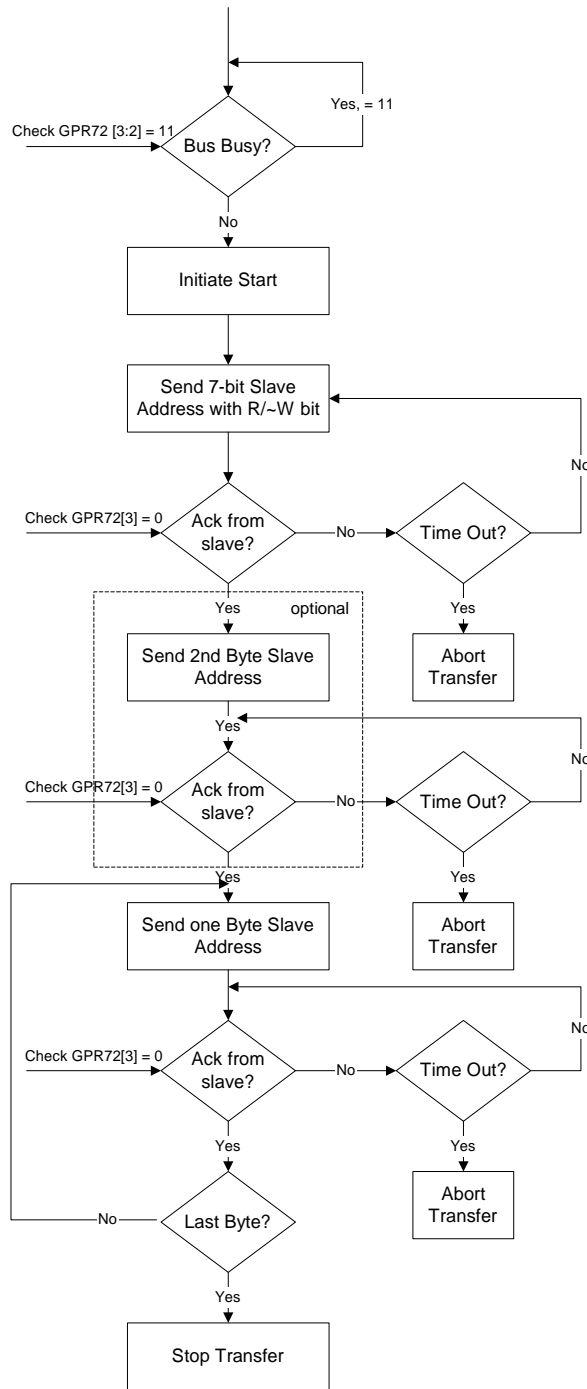 Yes, = 11
Check GPR72 [3:2] = 11
Bus Busy?
No
Initiate Start
Send 7-bit Slave
Address with R/~W bit
No
Check GPR72[3] = 0
Ack from
slave?
No
Time Out?
Yes
optional
Yes
Send 2nd Byte Slave
Address
Abort
Transfer
Yes
No
Check GPR72[3] = 0
Ack from
slave?
No
Time Out?
Yes
Yes
Send one Byte Slave
Address
Abort
Transfer
No
Check GPR72[3] = 0
Ack from
slave?
No
Time Out?
Yes
Yes
Abort
Transfer
No
Last Byte?
Yes
Stop Transfer